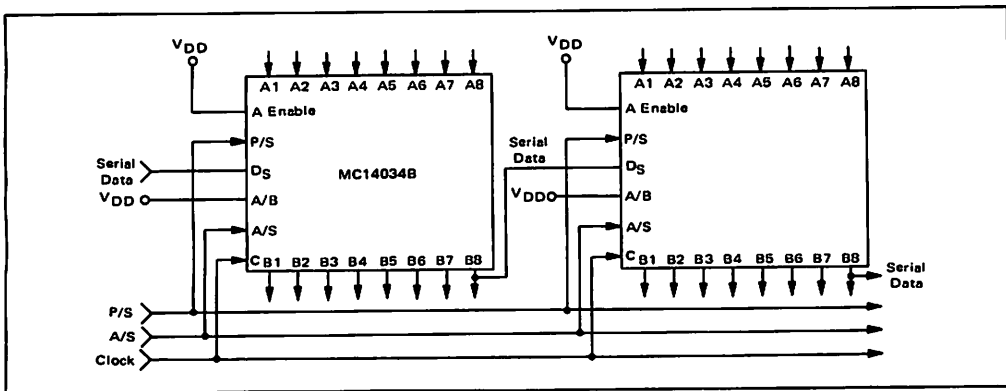 VDD
VDD
A1 A2 A3 A4 A5 A6 A7 A8
A1 A2 A3 A4 A5 A6 A7 A8
A Enable
A Enable
P/S
P/S
Serial
Data
DS
MC14034B
Serial
Data
DS
VDD
A/B
VDD
A/B
A/S
A/S
C B1 B2 B3 B4 B5 B6 B7 B8
C B1 B2 B3 B4 B5 B6 B7 B8
Serial
Data
P/S
A/S
Clock